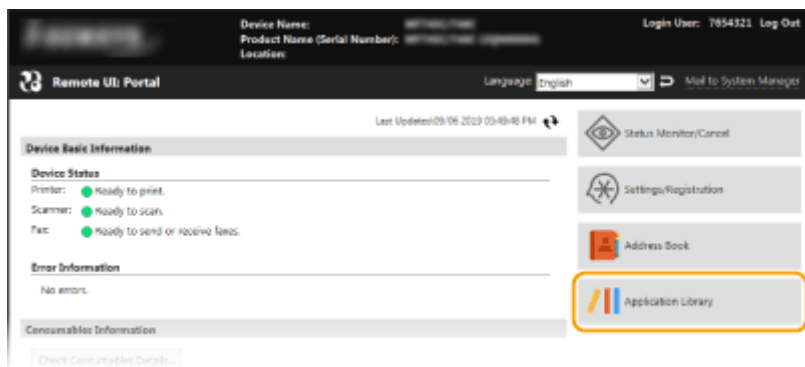 Device Name:
Product Name (Serial Number):
Location:
Login User: 7654321 Log Out
Remote UI: Portal
Language: English
Mail to System Manager
Last Updated:09/06 2019 03:49:48 PM
Device Basic Information
Device Status
Printer: Ready to print.
Scanner: Ready to scan.
Fax: Ready to send or receive faxes.
Error Information
No errors.
Consumables Information
Check Consumables Details...
Status Monitor/Cancel
Settings/Registration
Address Book
Application Library